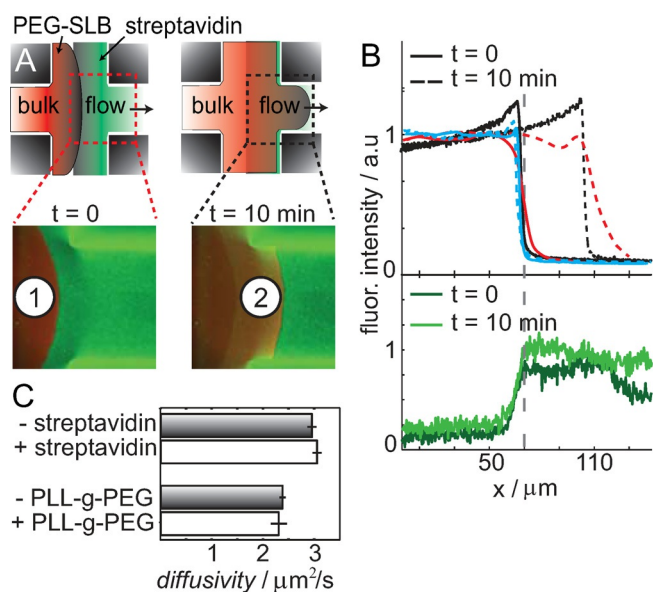 PEG-SLB streptavidin
A
bulk flow
bulk flow
t = 0
t = 10 min
1
2
C
- streptavidin
+ streptavidin
- PLL-g-PEG
+ PLL-g-PEG
1 2 3
diffusivity / μm²/s
B
t = 0
t = 10 min
1
0
fluor. intensity / a.u
t = 0
t = 10 min
1
0
50 110
x / μm